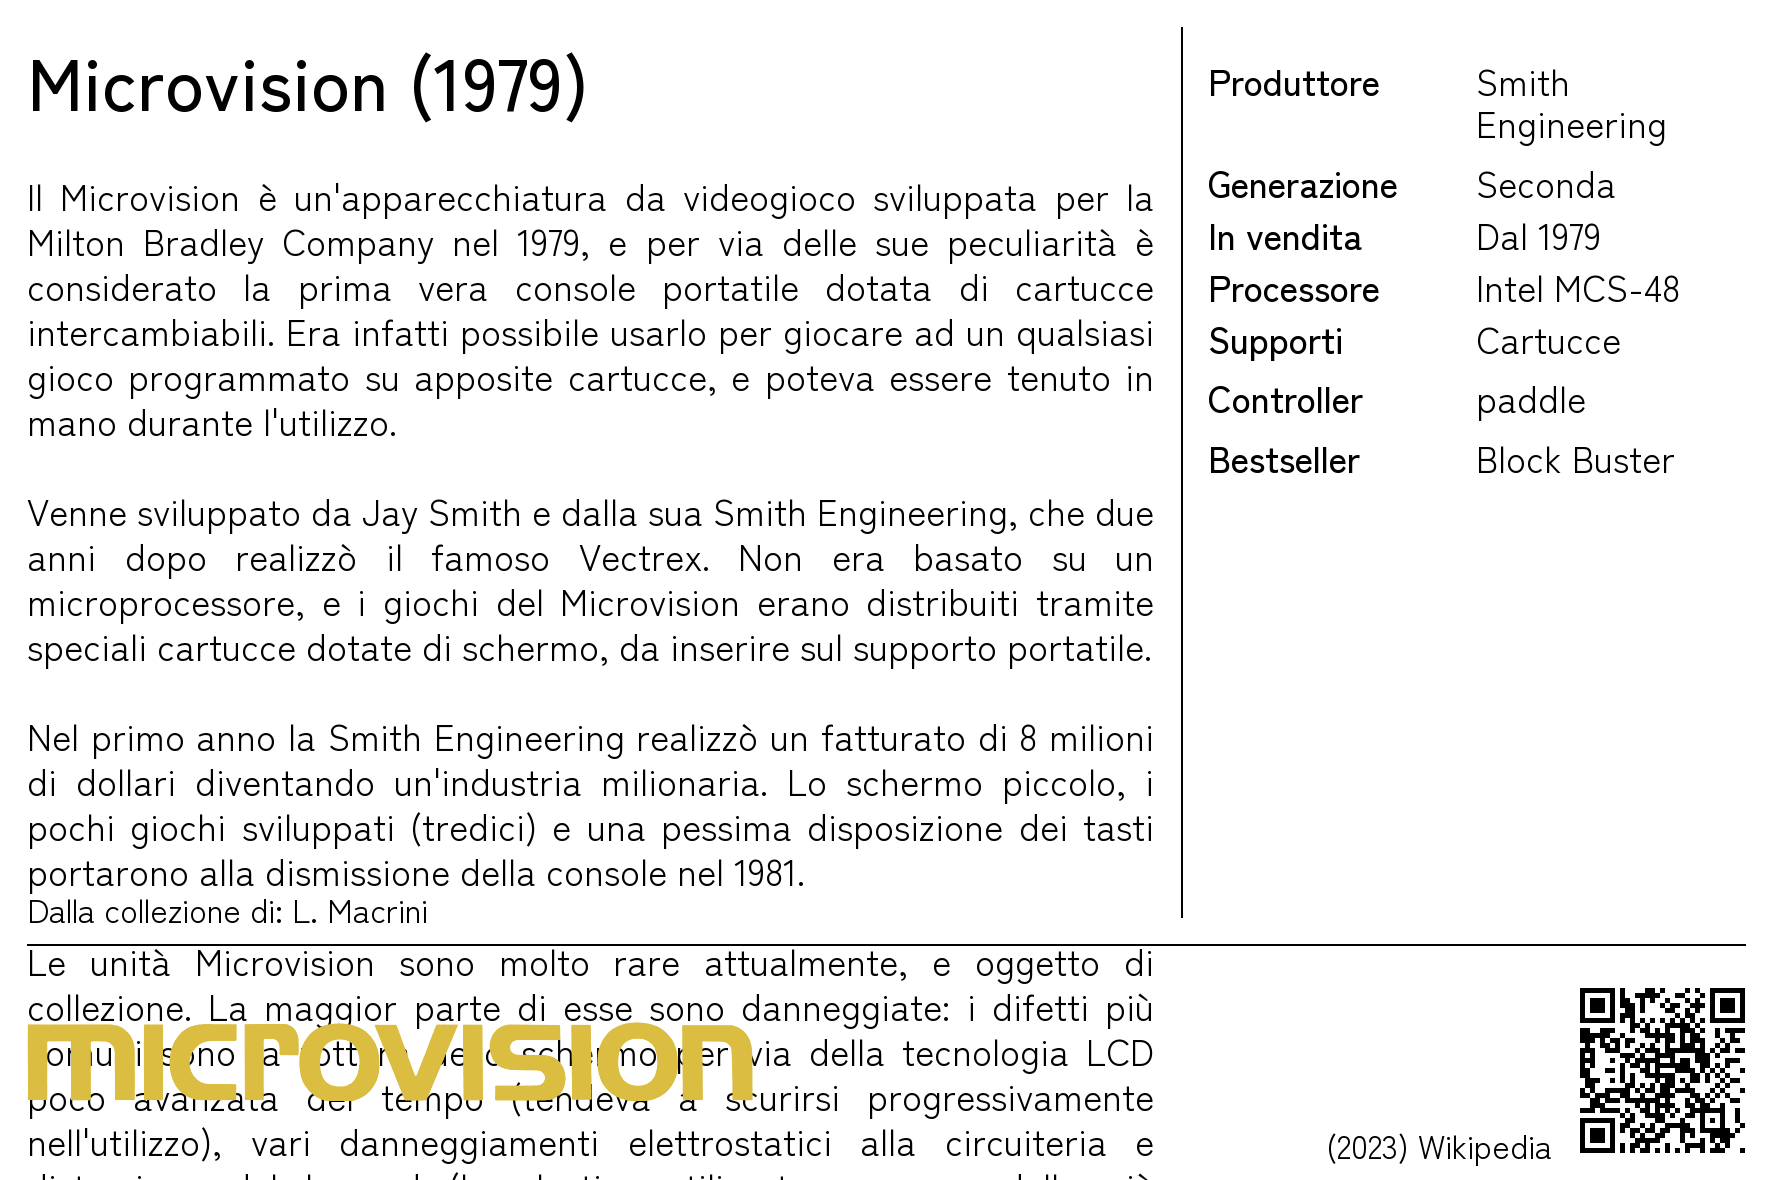 Microvision (1979)
Il Microvision è un'apparecchiatura da videogioco sviluppata per la
Milton Bradley Company nel 1979, e per via delle sue peculiarità è
considerato la prima vera console portatile dotata di cartucce
intercambiabili. Era infatti possibile usarlo per giocare ad un qualsiasi
gioco programmato su apposite cartucce, e poteva essere tenuto in
mano durante l'utilizzo.
Venne sviluppato da Jay Smith e dalla sua Smith Engineering, che due
anni dopo realizzò il famoso Vectrex. Non era basato su un
microprocessore, e i giochi del Microvision erano distribuiti tramite
speciali cartucce dotate di schermo, da inserire sul supporto portatile.
Nel primo anno la Smith Engineering realizzò un fatturato di 8 milioni
di dollari diventando un'industria milionaria. Lo schermo piccolo, i
pochi giochi sviluppati (tredici) e una pessima disposizione dei tasti
portarono alla dismissione della console nel 1981.
Dalla collezione di: L. Macrini
Le unità Microvision sono molto rare attualmente, e oggetto di
collezione. La maggior parte di esse sono danneggiate: i difetti più
sono schermo per via della tecnologia LCD
poco avanzata del tempo (tendeva a scurirsi progressivamente
nell'utilizzo), vari danneggiamenti elettrostatici alla circuiteria e
microvision
Produttore Smith
Engineering
Generazione Seconda
In vendita Dal 1979
Processore Intel MCS-48
Supporti Cartucce
Controller paddle
Bestseller Block Buster
(2023) Wikipedia